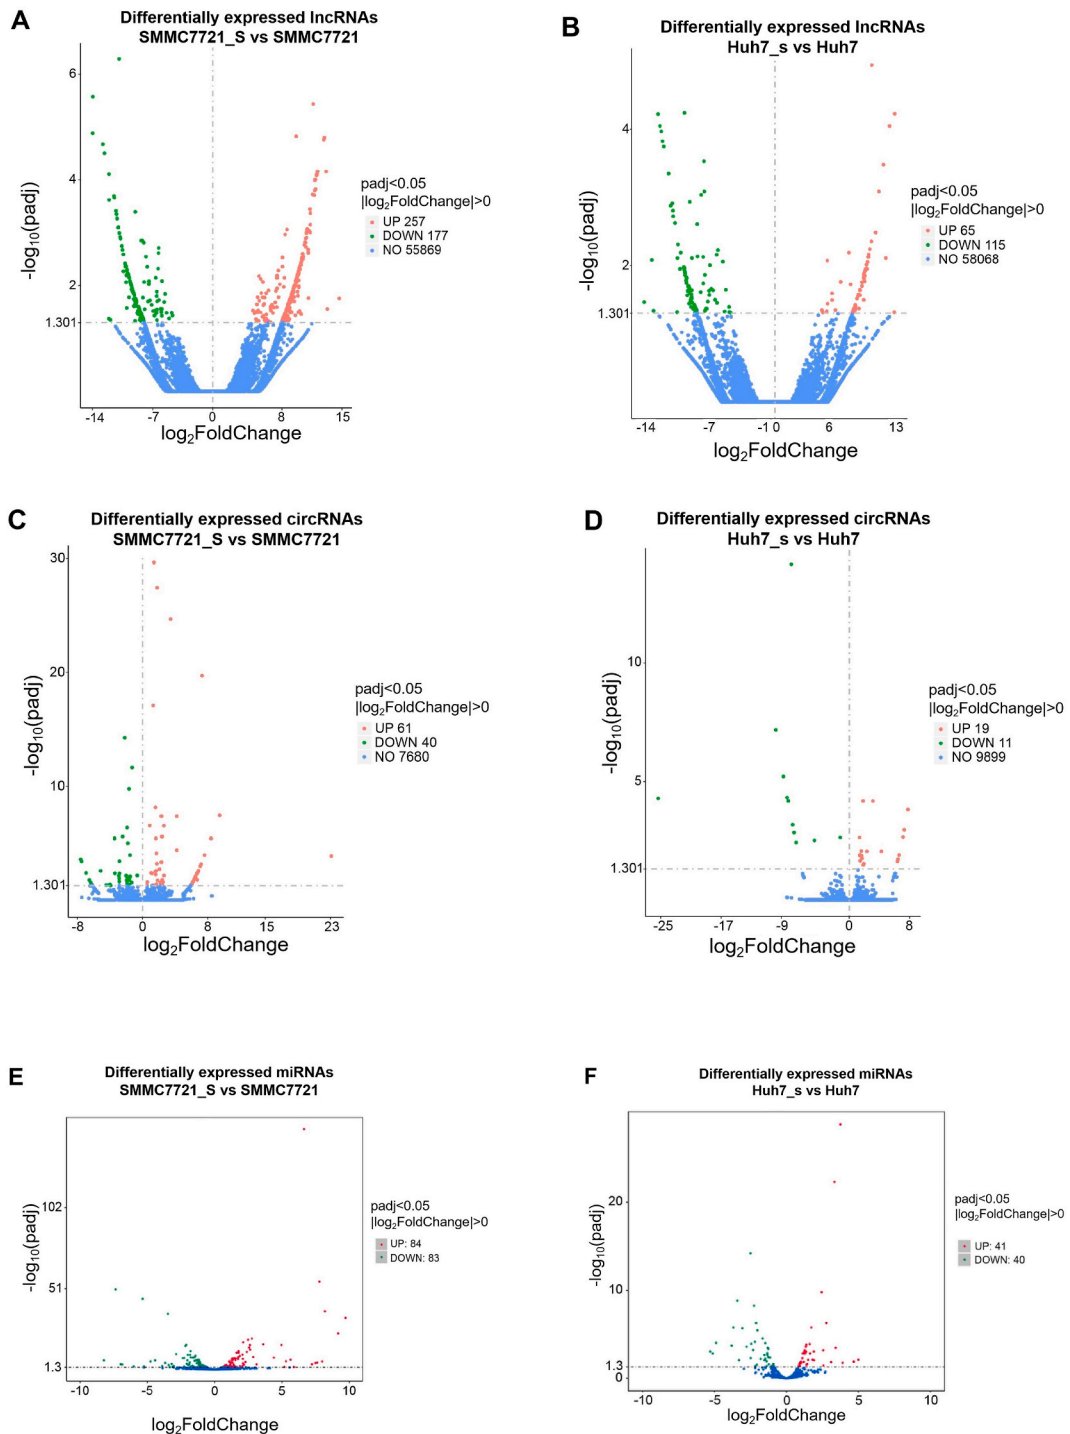 A
Differentially expressed lncRNAs
SMMC7721_S vs SMMC7721
6
4
2
1.301
-log10(padj)
-14 -7 0 8 15
log2FoldChange
padj<0.05
|log2FoldChange|>0
UP 257
DOWN 177
NO 55869
B
Differentially expressed lncRNAs
Huh7_s vs Huh7
4
2
1.301
-log10(padj)
-14 -7 -1 0 6 13
log2FoldChange
padj<0.05
|log2FoldChange|>0
UP 65
DOWN 115
NO 58068
C
Differentially expressed circRNAs
SMMC7721_S vs SMMC7721
30
20
10
1.301
-log10(padj)
-8 0 8 15 23
log2FoldChange
padj<0.05
|log2FoldChange|>0
UP 61
DOWN 40
NO 7680
D
Differentially expressed circRNAs
Huh7_s vs Huh7
10
5
1.301
-log10(padj)
-25 -17 -9 0 8
log2FoldChange
padj<0.05
|log2FoldChange|>0
UP 19
DOWN 11
NO 9899
E
Differentially expressed miRNAs
SMMC7721_S vs SMMC7721
102
51
1.3
-log10(padj)
-10 -5 0 5 10
log2FoldChange
padj<0.05
|log2FoldChange|>0
UP: 84
DOWN: 83
F
Differentially expressed miRNAs
Huh7_s vs Huh7
20
10
1.3
0
-log10(padj)
-10 -5 0 5 10
log2FoldChange
padj<0.05
|log2FoldChange|>0
UP: 41
DOWN: 40